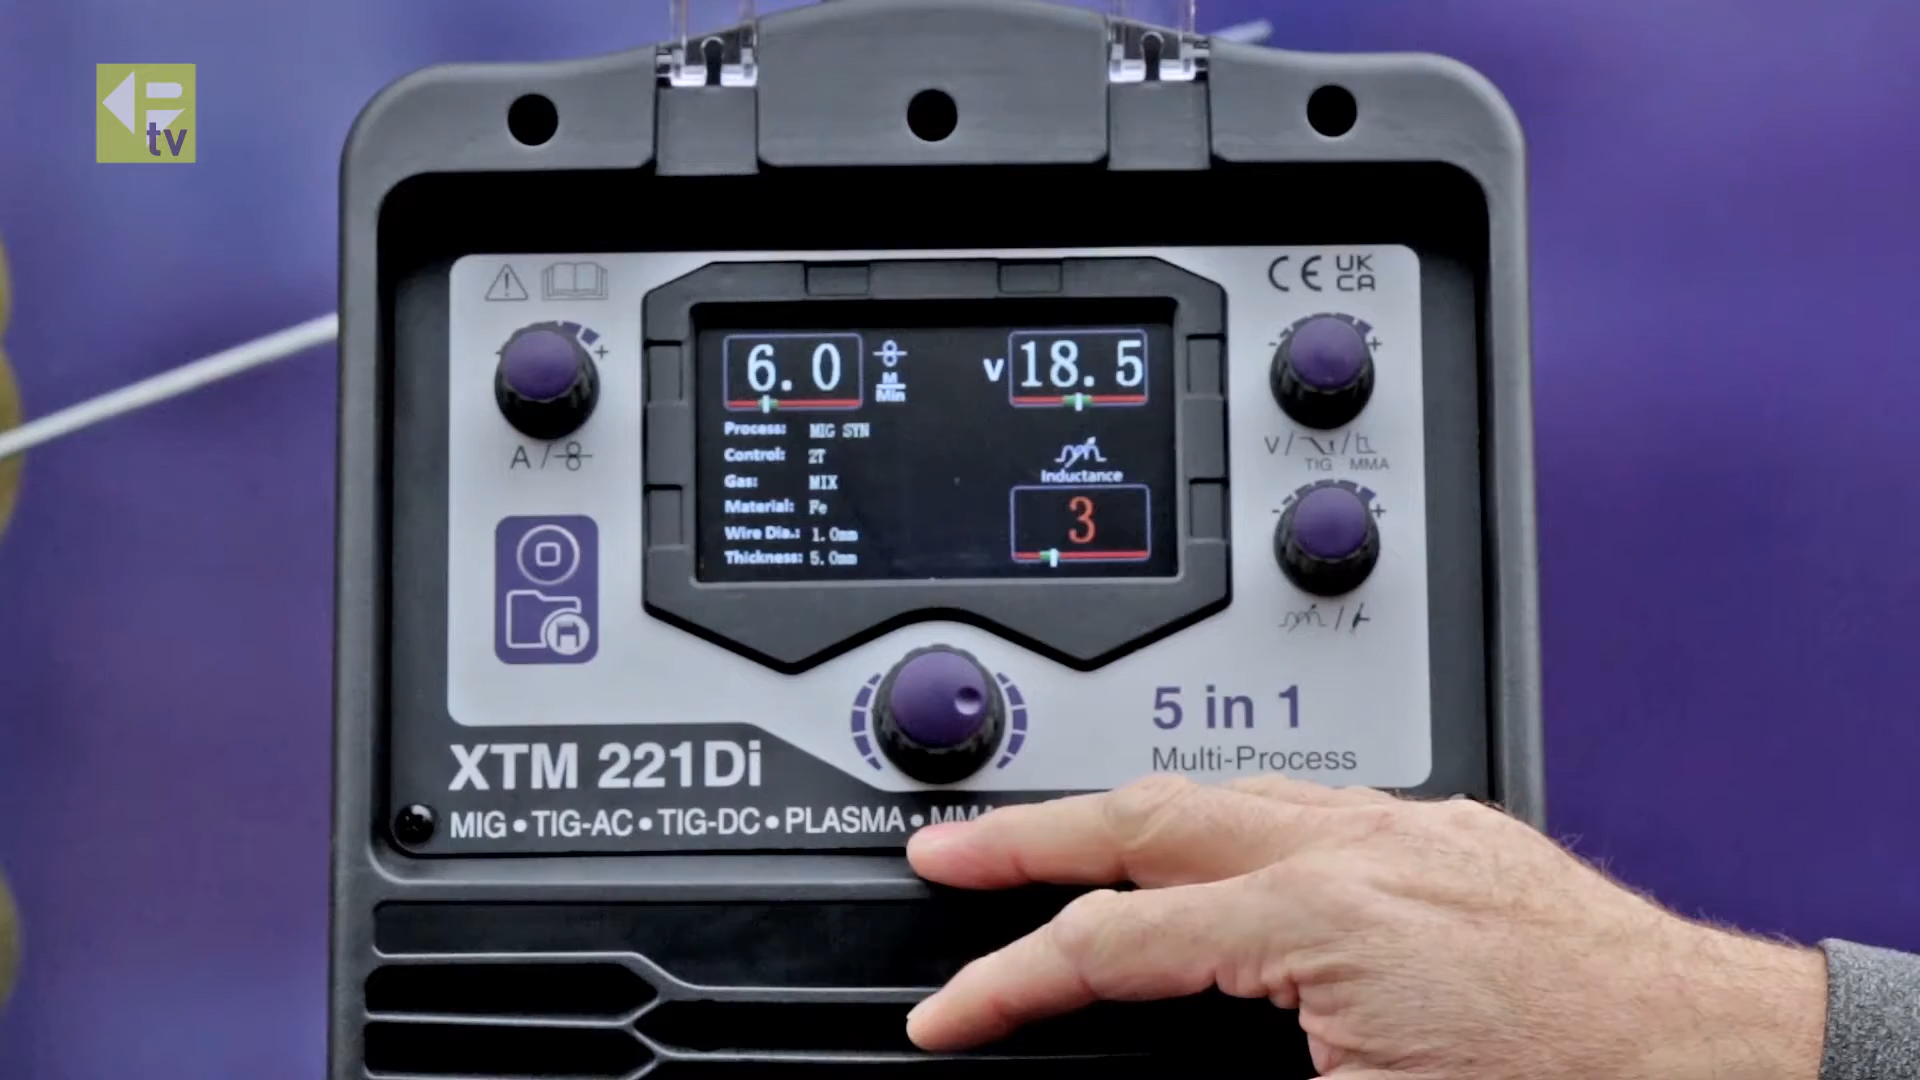 tv
CE UK
CA
6.0 M
Min
V 18.5
Process: MIG SYN
Control: 2T
Gas: MIX
Material: Fe
Wire Dia.: 1.0mm
Thickness: 5.0mm
Inductance
3
- +
A /
- +
V / /
TIG MMA
- +
/
5 in 1
Multi-Process
XTM 221Di
MIG • TIG-AC • TIG-DC • PLASMA • MMA